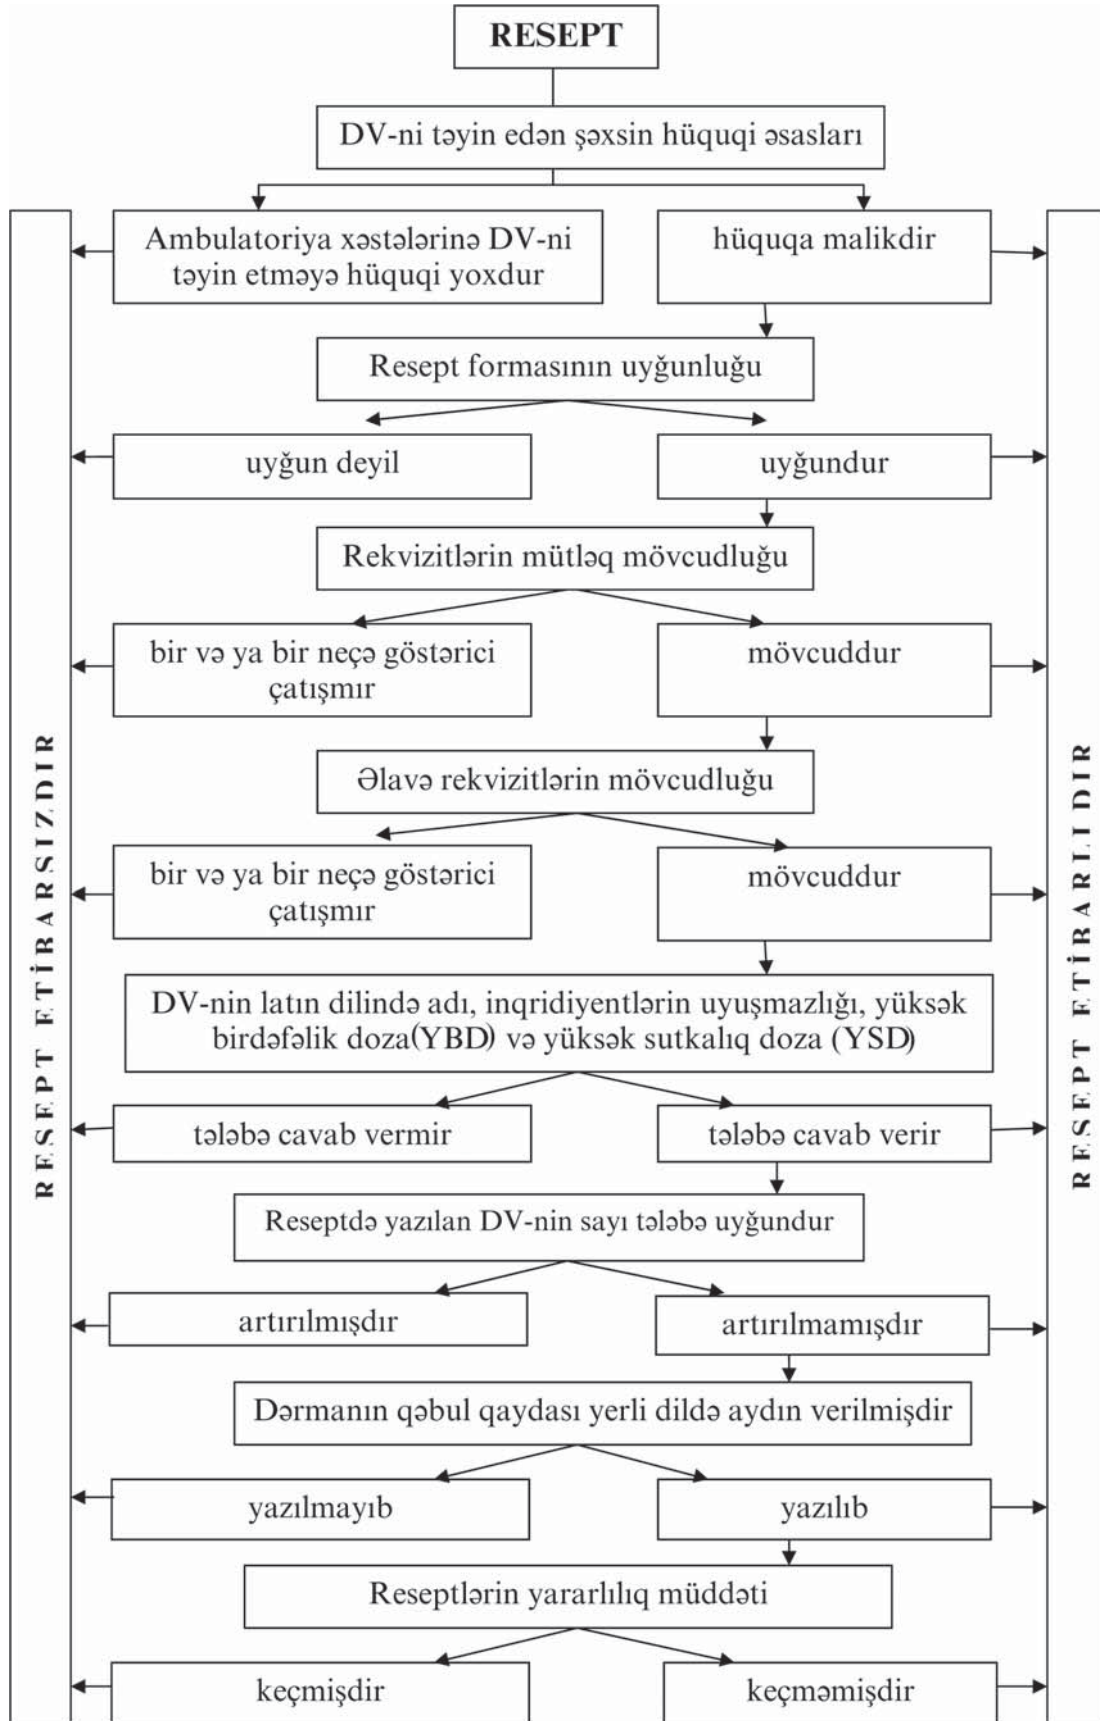 RESEPT
DV-ni təyin edən şəxsin hüquqi əsasları
Ambulatoriya xəstələrinə DV-ni
təyin etməyə hüquqi yoxdur
hüquqa malikdir
Resept formasının uyğunluğu
uyğun deyil
uyğundur
Rekvizitlərin mütləq mövcudluğu
bir və ya bir neçə göstərici
çatışmır
mövcuddur
Əlavə rekvizitlərin mövcudluğu
bir və ya bir neçə göstərici
çatışmır
mövcuddur
DV-nin latın dilində adı, inqridiyentlərin uyuşmazlığı, yüksək
birdəfəlik doza(YBD) və yüksək sutkalıq doza (YSD)
tələbə cavab vermir
tələbə cavab verir
Reseptdə yazılan DV-nin sayı tələbə uyğundur
artırılmışdır
artırılmamışdır
Dərmanın qəbul qaydası yerli dildə aydın verilmişdir
yazılmayıb
yazılıb
Reseptlərin yararlılıq müddəti
keçmişdir
keçməmişdir
RESEPT ETİBARSIZDIR
RESEPT ETİBARLIDIR